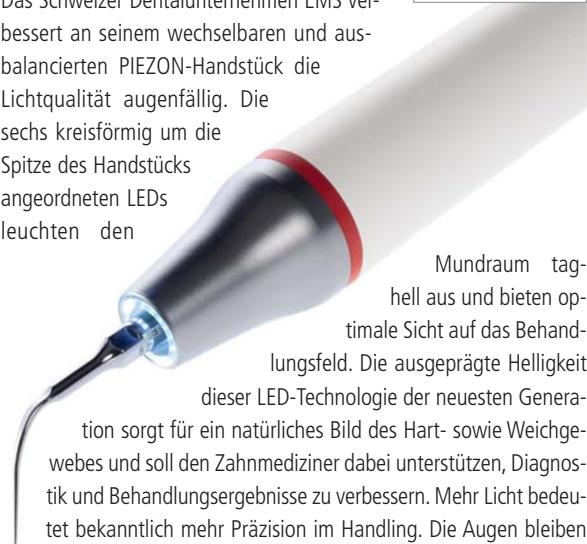 Das Schweizer Dentalunternehmen EMS ver-
bessert an seinem wechselbaren und aus-
balancierten PIEZON-Handstück die
Lichtqualität augenfällig. Die
sechs kreisförmig um die
Spitze des Handstücks
angeordneten LEDs
leuchten den
Mundraum tag-
hell aus und bieten op-
timale Sicht auf das Behand-
lungsfeld. Die ausgeprägte Helligkeit
dieser LED-Technologie der neuesten Genera-
tion sorgt für ein natürliches Bild des Hart- sowie Weichge-
webes und soll den Zahnmediziner dabei unterstützen, Diagnos-
tik und Behandlungsergebnisse zu verbessern. Mehr Licht bedeu-
tet bekanntlich mehr Präzision im Handling. Die Augen bleiben